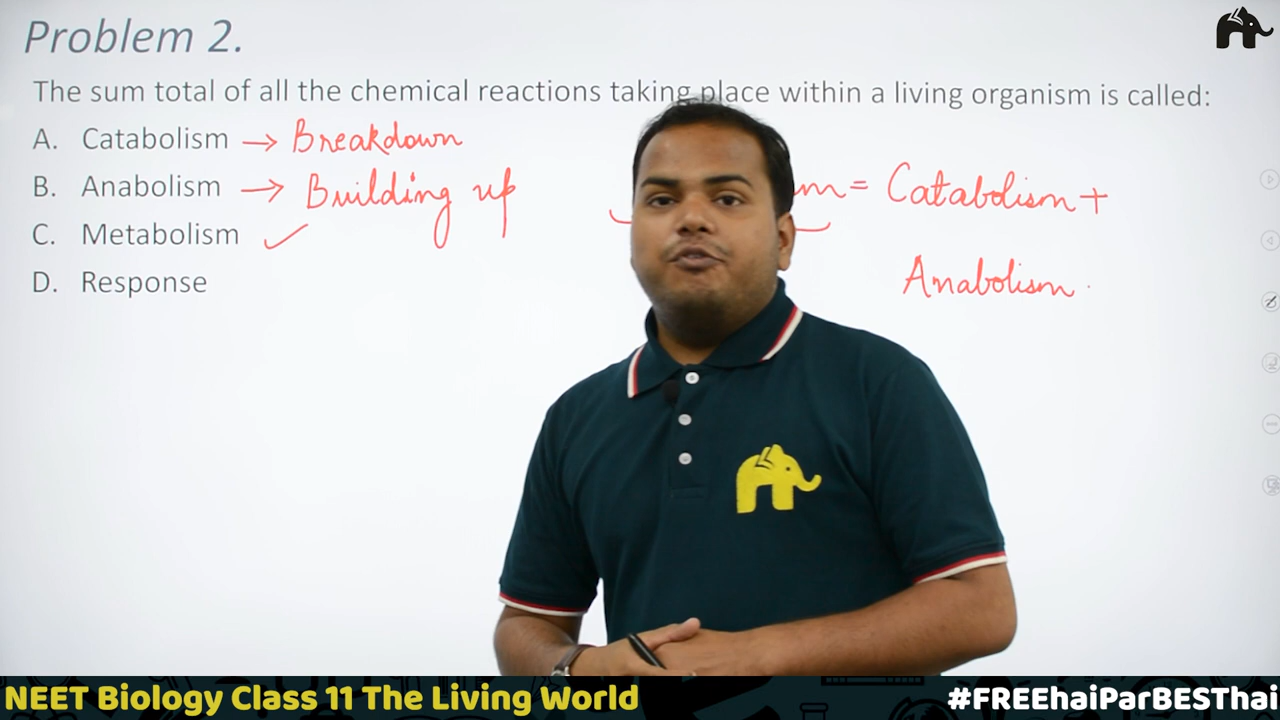 Problem 2.
The sum total of all the chemical reactions taking place within a living organism is called:
A. Catabolism → Breakdown
B. Anabolism → Building up
= Catabolism +
C. Metabolism ✓
Anabolism.
D. Response
NEET Biology Class 11 The Living World
#FREEhaiParBESThai